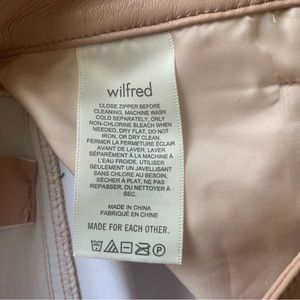 wilfred
CLOSE ZIPPER BEFORE
CLEANING, MACHINE WASH
COLD SEPARATELY, ONLY
NON-CHLORINE BLEACH WHEN
NEEDED, DRY FLAT, DO NOT
IRON, OR DRY CLEAN.
FERMER LA FERMETURE ÉCLAIR
AVANT DE LAVER, LAVER
SÉPARÉMENT À LA MACHINE À
L'EAU FROIDE. UTILISER
SEULEMENT UN JAVELLISANT
SANS CHLORE AU BESOIN,
SÉCHER À PLAT, NE PAS
REPASSER, OU NETTOYER À
SEC.
MADE IN CHINA
FABRIQUÉ EN CHINE
MADE FOR EACH OTHER.